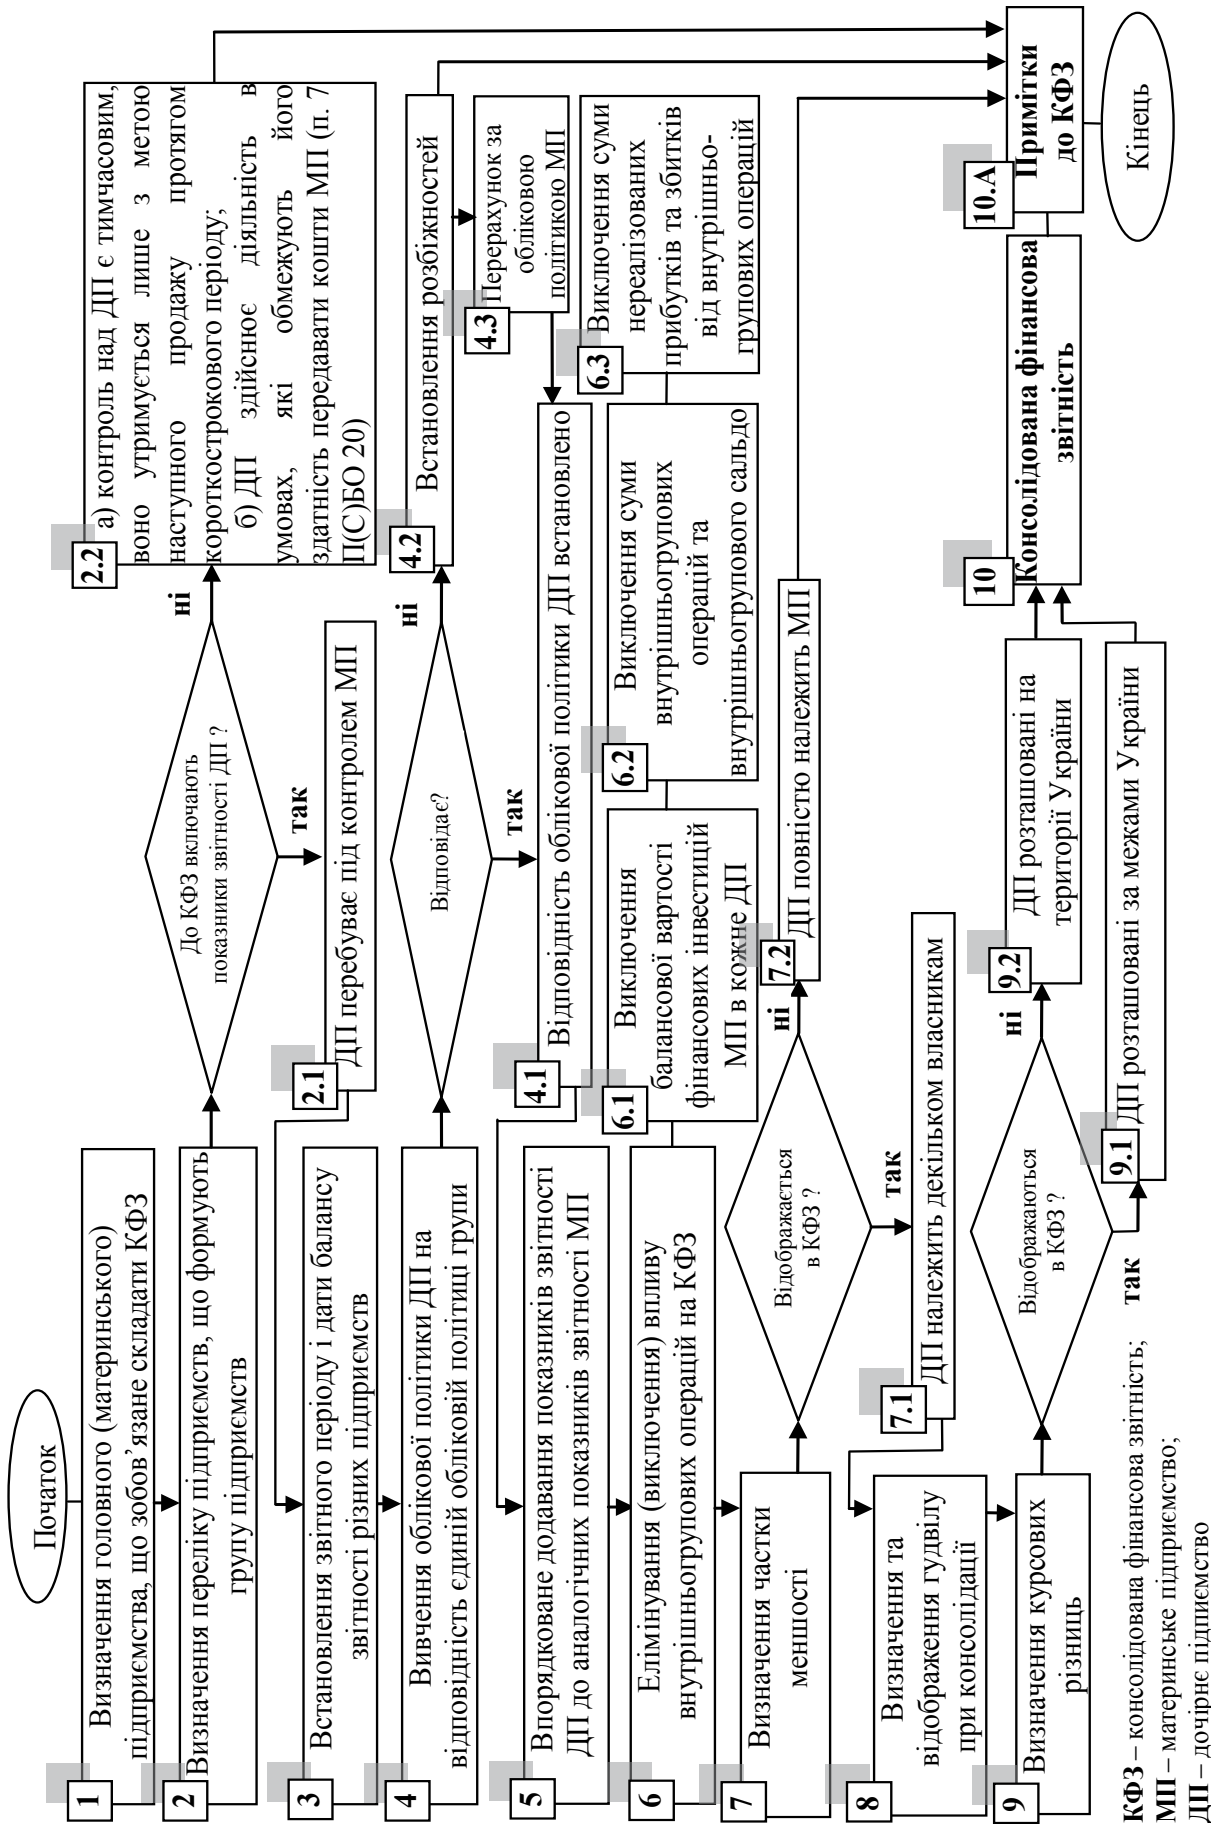 Початок
1
Визначення головного (материнського)
підприємства, що зобов’язане складати КФЗ
2
Визначення переліку підприємств, що формують
групу підприємств
До КФЗ включають
показники звітності ДП ?
ні
2.2
а) контроль над ДП є тимчасовим,
воно утримується лише з метою
наступного продажу протягом
короткострокового періоду;
б) ДП здійснює діяльність в
умовах, які обмежують його
здатність передавати кошти МП (п. 7
П(С)БО 20)
так
2.1
ДП перебуває під контролем МП
3
Встановлення звітного періоду і дати балансу
звітності різних підприємств
4
Вивчення облікової політики ДП на
відповідність єдиній обліковій політиці групи
Відповідає?
ні
4.2
Встановлення розбіжностей
4.3
Перерахунок за
обліковою
політикою МП
так
4.1
Відповідність облікової політики ДП встановлено
5
Впорядковане додавання показників звітності
ДП до аналогічних показників звітності МП
6
Елімінування (виключення) впливу
внутрішньогрупових операцій на КФЗ
6.1
Виключення
балансової вартості
фінансових інвестицій
МП в кожне ДП
6.2
Виключення суми
внутрішньогрупових
операцій та
внутрішньогрупового сальдо
6.3
Виключення суми
нереалізованих
прибутків та збитків
від внутрішньо-
групових операцій
7
Визначення частки
меншості
Відображається
в КФЗ ?
ні
7.2
ДП повністю належить МП
так
7.1
ДП належить декільком власникам
8
Визначення та
відображення гудвілу
при консолідації
9
Визначення курсових
різниць
Відображаються
в КФЗ ?
ні
9.2
ДП розташовані на
території України
так
9.1
ДП розташовані за межами України
10
Консолідована фінансова
звітність
10.А
Примітки
до КФЗ
Кінець
КФЗ – консолідована фінансова звітність;
МП – материнське підприємство;
ДП – дочірнє підприємство